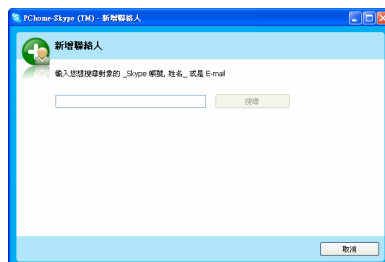 PChome-Skype (TM) - 新增聯絡人
新增聯絡人
輸入您想搜尋對象的 _Skype 帳號, 姓名_ 或是 E-mail
搜尋
取消